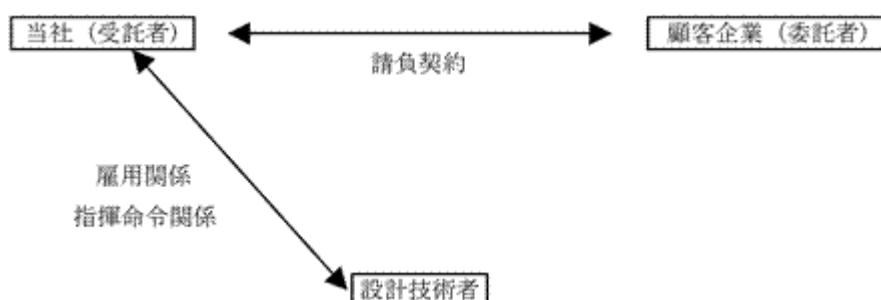 当社（受託者）
顧客企業（委託者）
請負契約
雇用関係
指揮命令関係
設計技術者